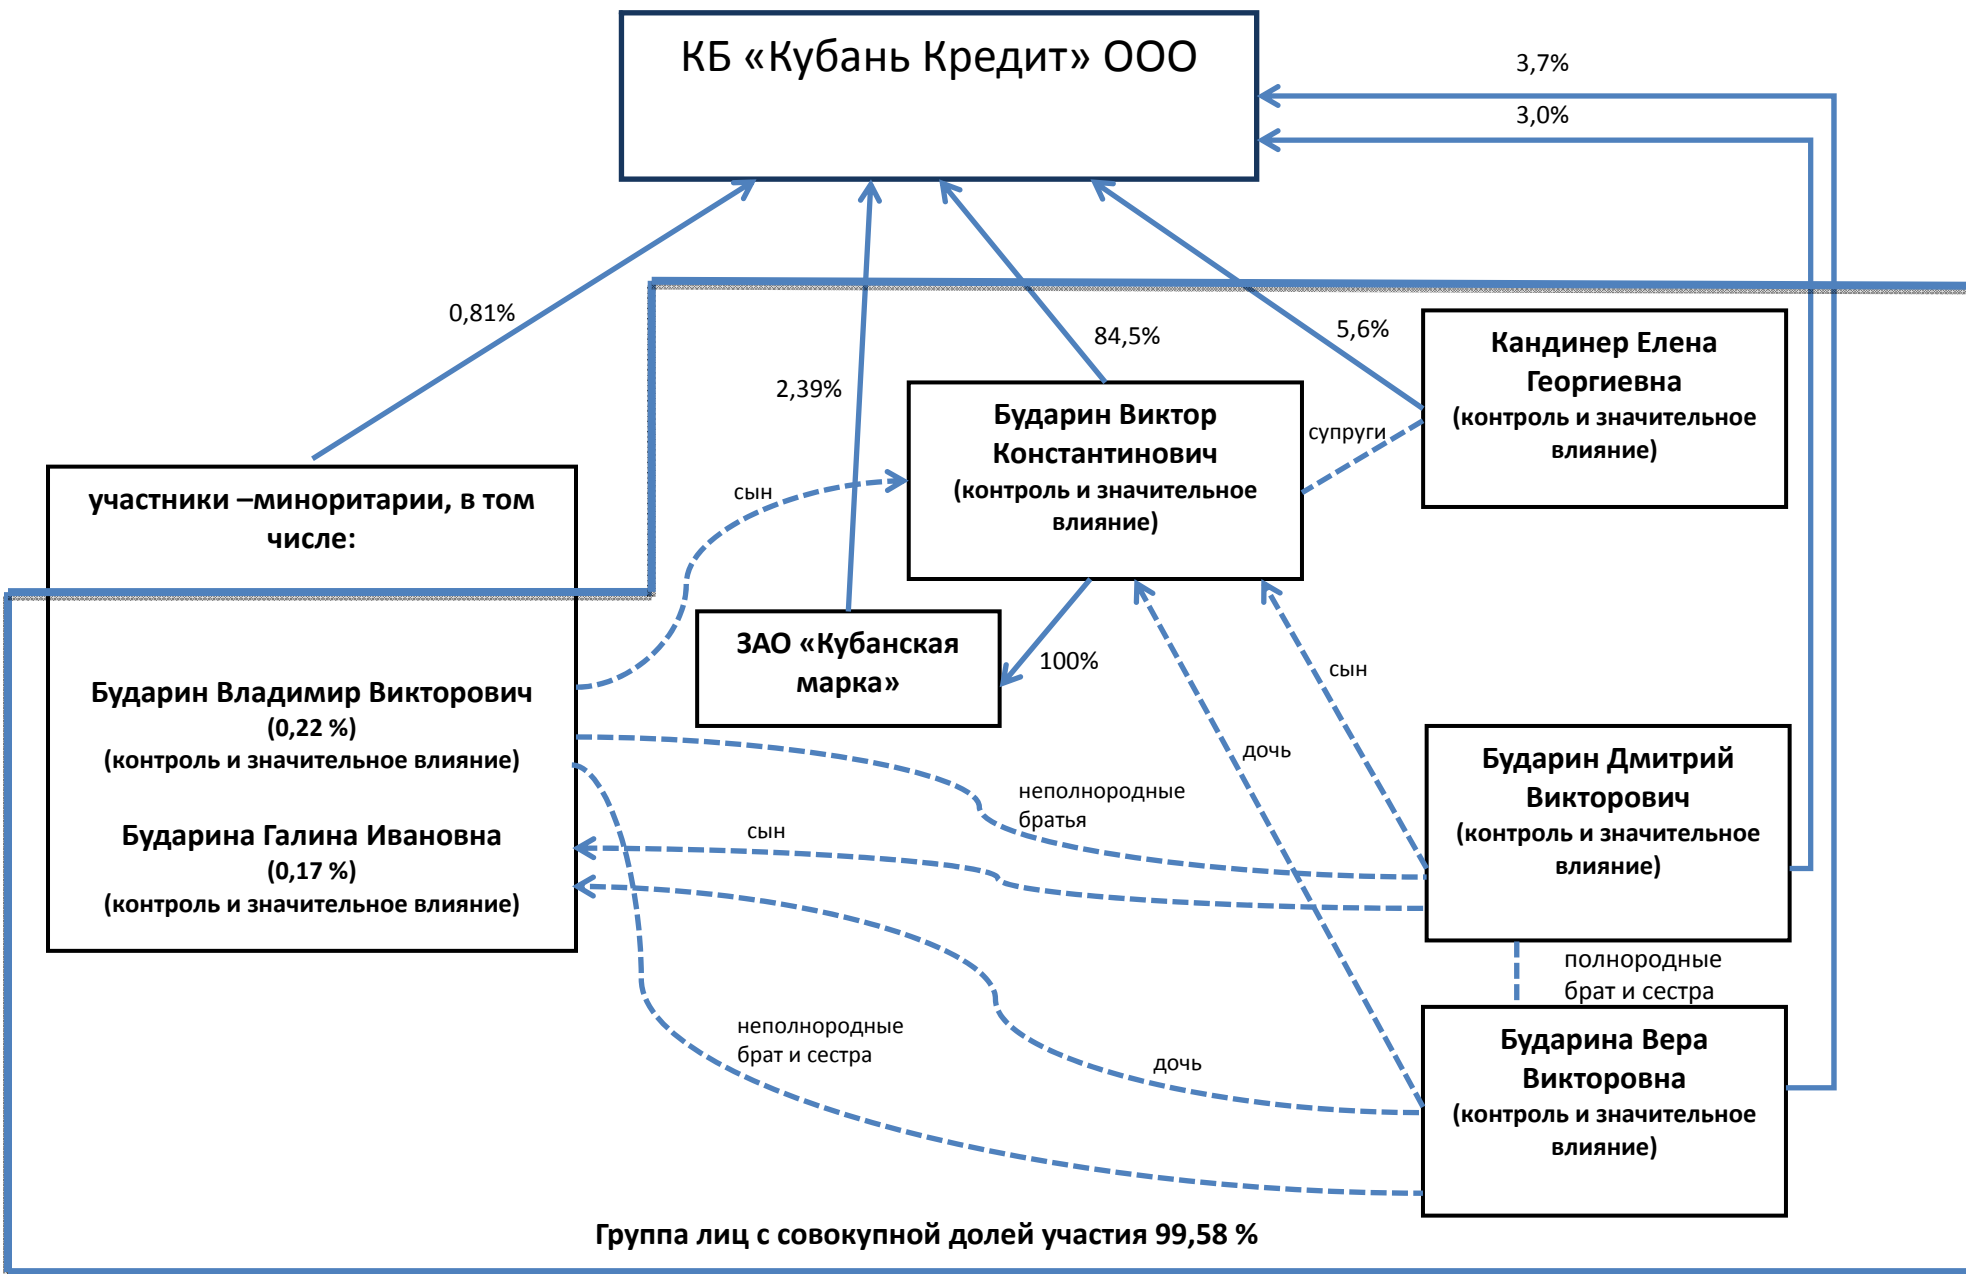 КБ «Кубань Кредит» ООО
3,7%
3,0%
0,81%
2,39%
84,5%
5,6%
Кандинер Елена
Георгиевна
(контроль и значительное
влияние)
Бударин Виктор
Константинович
(контроль и значительное
влияние)
супруги
участники –миноритарии, в том
числе:
сын
ЗАО «Кубанская
марка»
100%
сын
Бударин Владимир Викторович
(0,22 %)
(контроль и значительное влияние)
дочь
Бударин Дмитрий
Викторович
(контроль и значительное
влияние)
неполнородные
братья
Бударина Галина Ивановна
(0,17 %)
(контроль и значительное влияние)
сын
полнородные
брат и сестра
неполнородные
брат и сестра
дочь
Бударина Вера
Викторовна
(контроль и значительное
влияние)
Группа лиц с совокупной долей участия 99,58 %